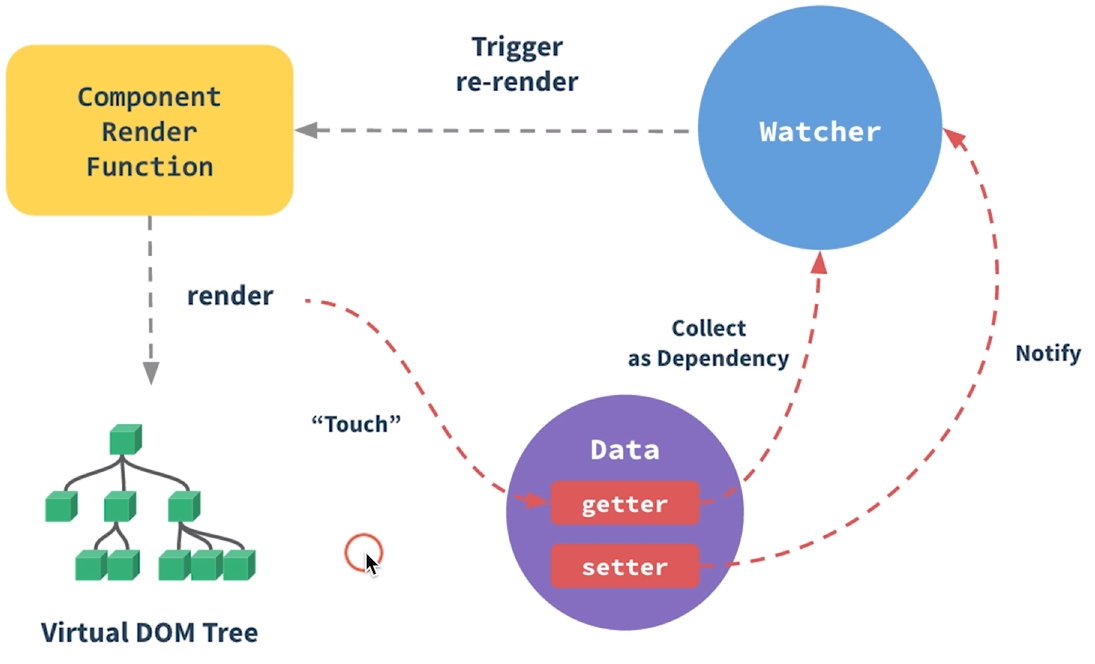 Trigger
re-render
Component
Render
Function
Watcher
render
Collect
as Dependency
Notify
“Touch”
Data
getter
setter
Virtual DOM Tree